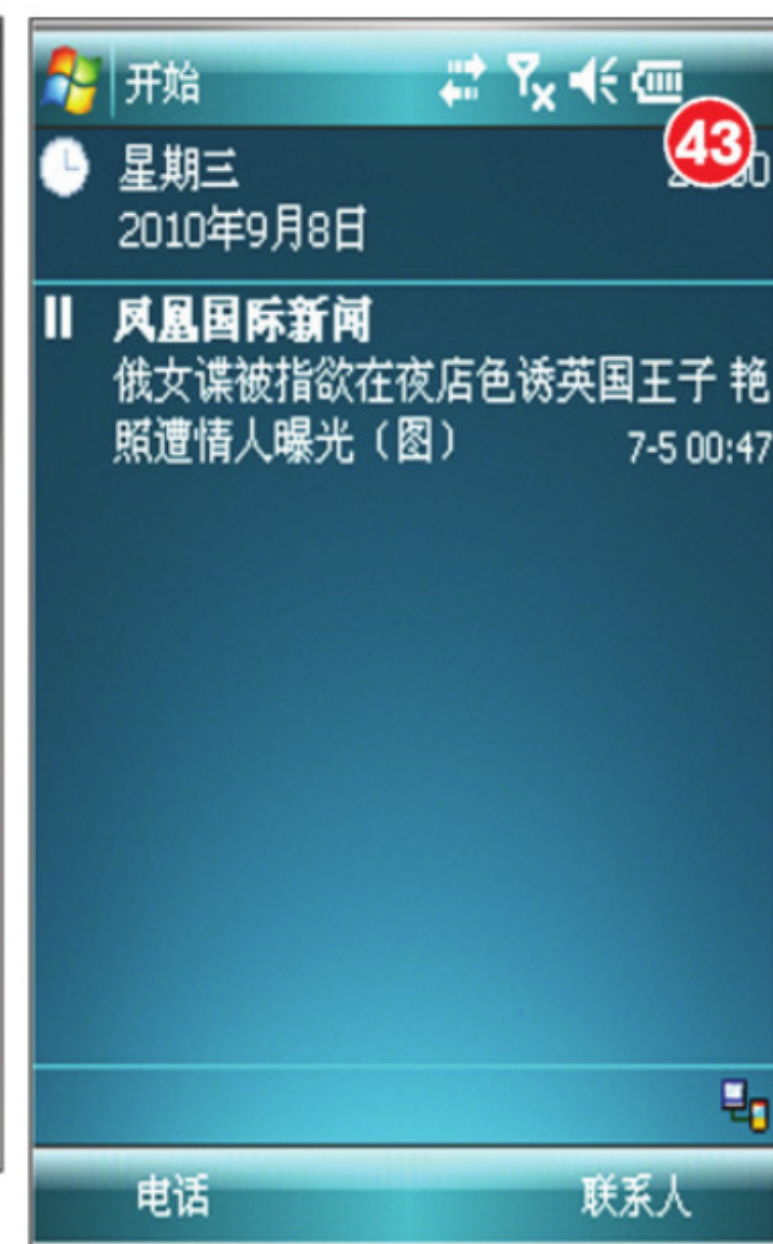 开始
43
星期三
2010年9月8日
凤凰国际新闻
俄女谍被指欲在夜店色诱英国王子 艳
照遭情人曝光（图） 7-5 00:47
电话 联系人